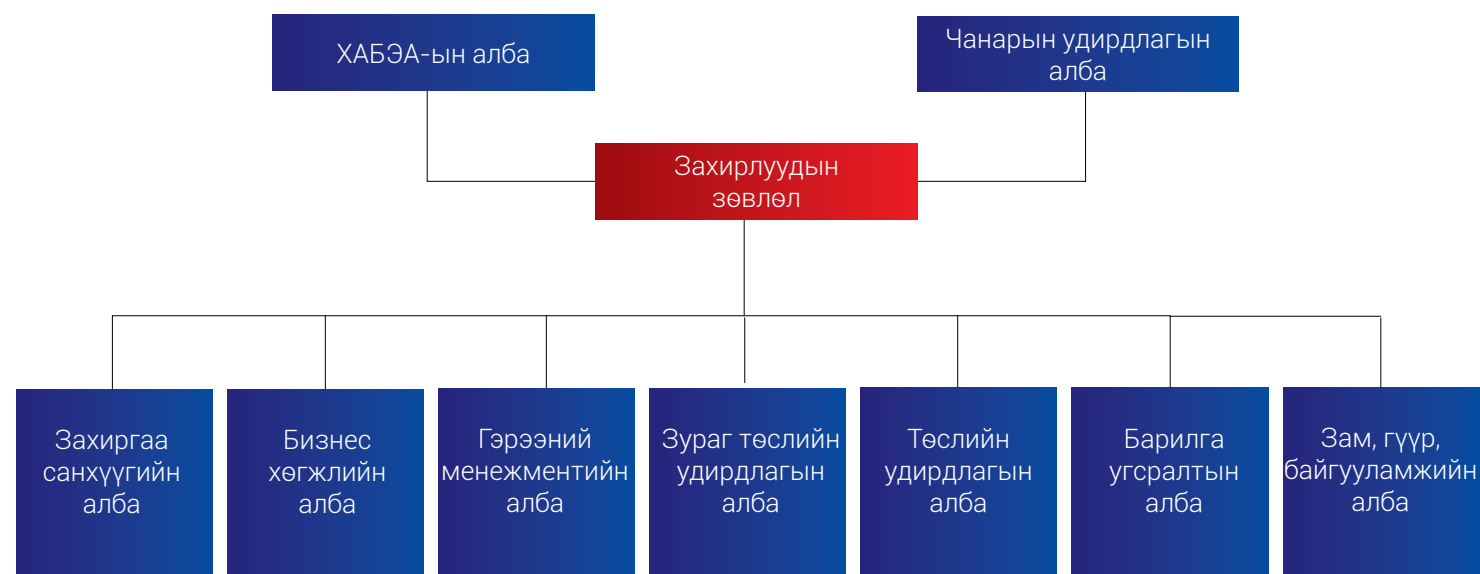 ХАБЭА-ын алба
Чанарын удирдлагын
алба
Захирлуудын
зөвлөл
Захиргаа
санхүүгийн
алба
Бизнес
хөгжлийн
алба
Гэрээний
менежментийн
алба
Зураг төслийн
удирдлагын
алба
Төслийн
удирдлагын
алба
Барилга
угсралтын
алба
Зам, гүүр,
байгууламжийн
алба